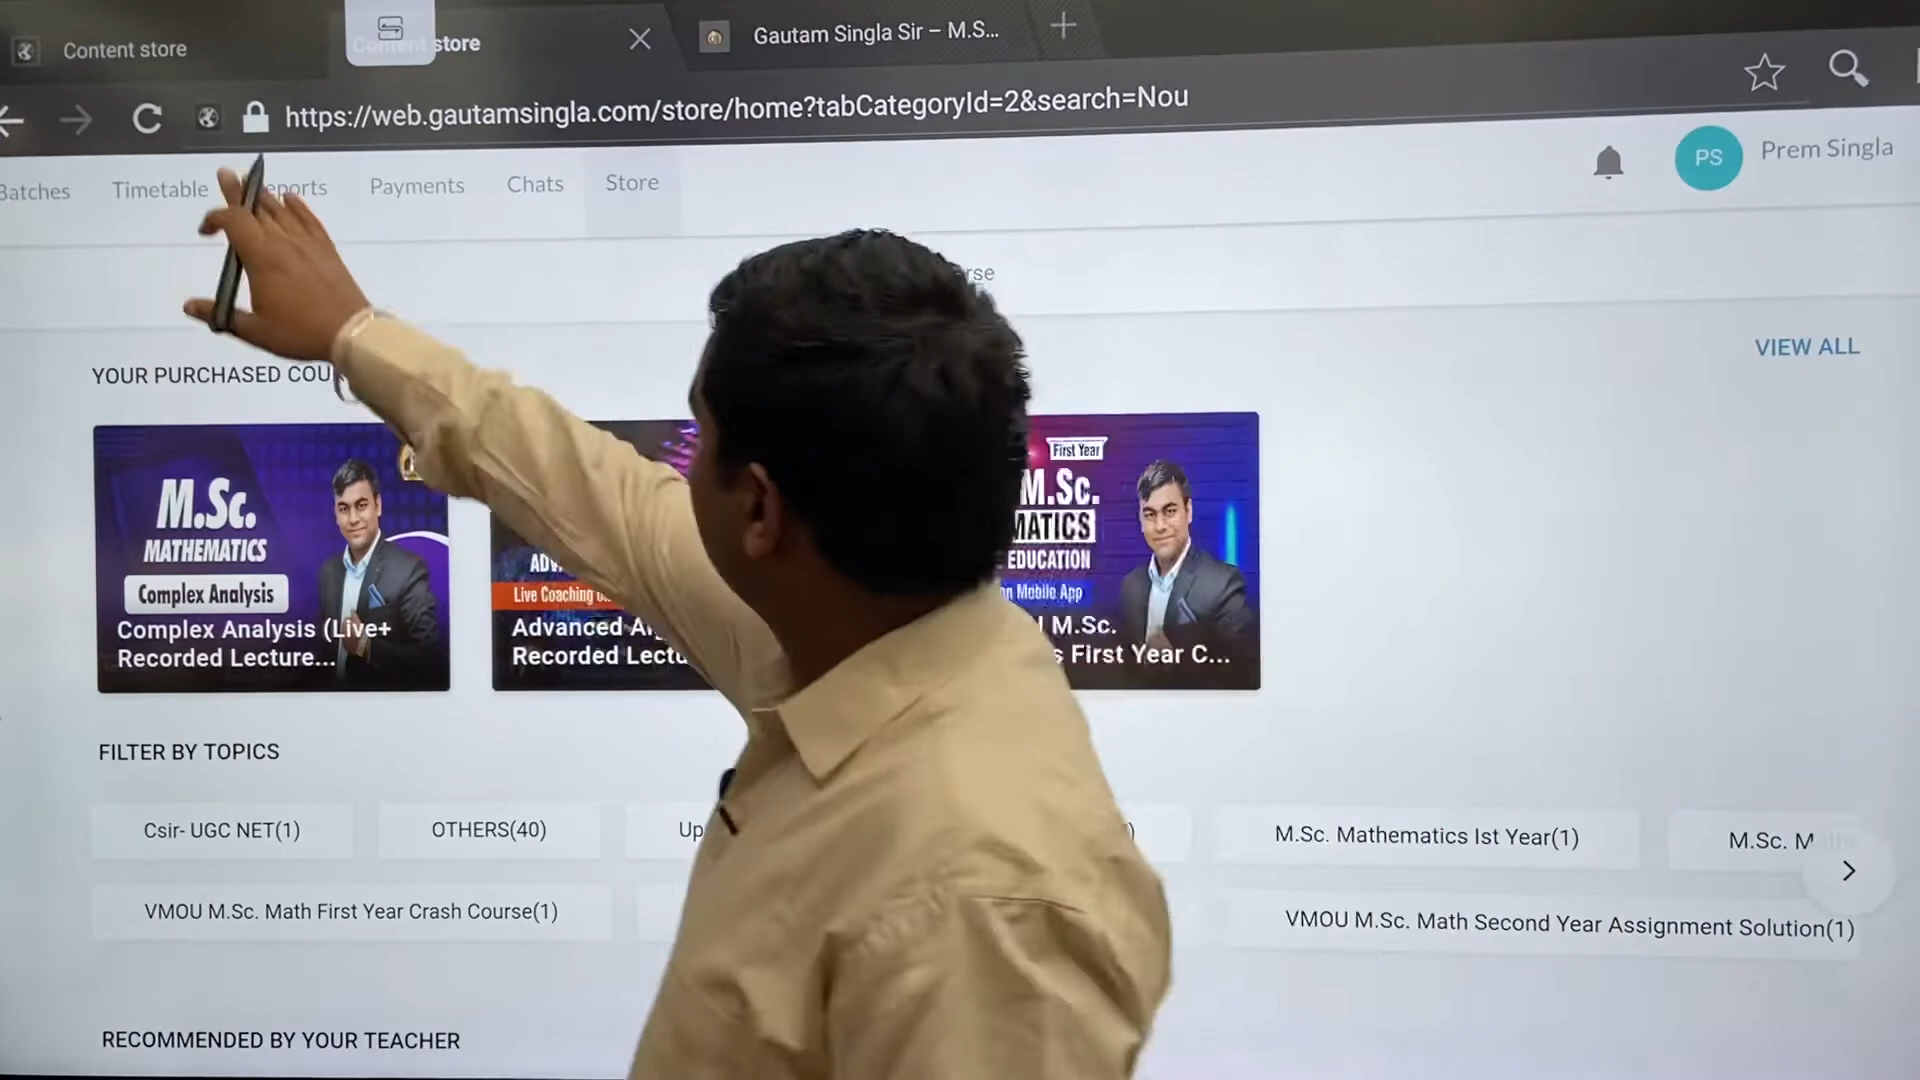 Content store
Content store
Gautam Singla Sir – M.S...
https://web.gautamsingla.com/store/home?tabCategoryId=2&search=Nou
Batches
Timetable
Payments
Chats
Store
PS
Prem Singla
VIEW ALL
YOUR PURCHASED COU
M.Sc.
MATHEMATICS
Complex Analysis
Complex Analysis (Live+
Recorded Lecture...
Live Coaching
Advanced
Recorded
First Year
M.Sc.
MATICS
EDUCATION
Mobile App
M.Sc.
First Year C...
FILTER BY TOPICS
Csir- UGC NET(1)
OTHERS(40)
Up
M.Sc. Mathematics Ist Year(1)
M.Sc. M
VMOU M.Sc. Math First Year Crash Course(1)
VMOU M.Sc. Math Second Year Assignment Solution(1)
RECOMMENDED BY YOUR TEACHER